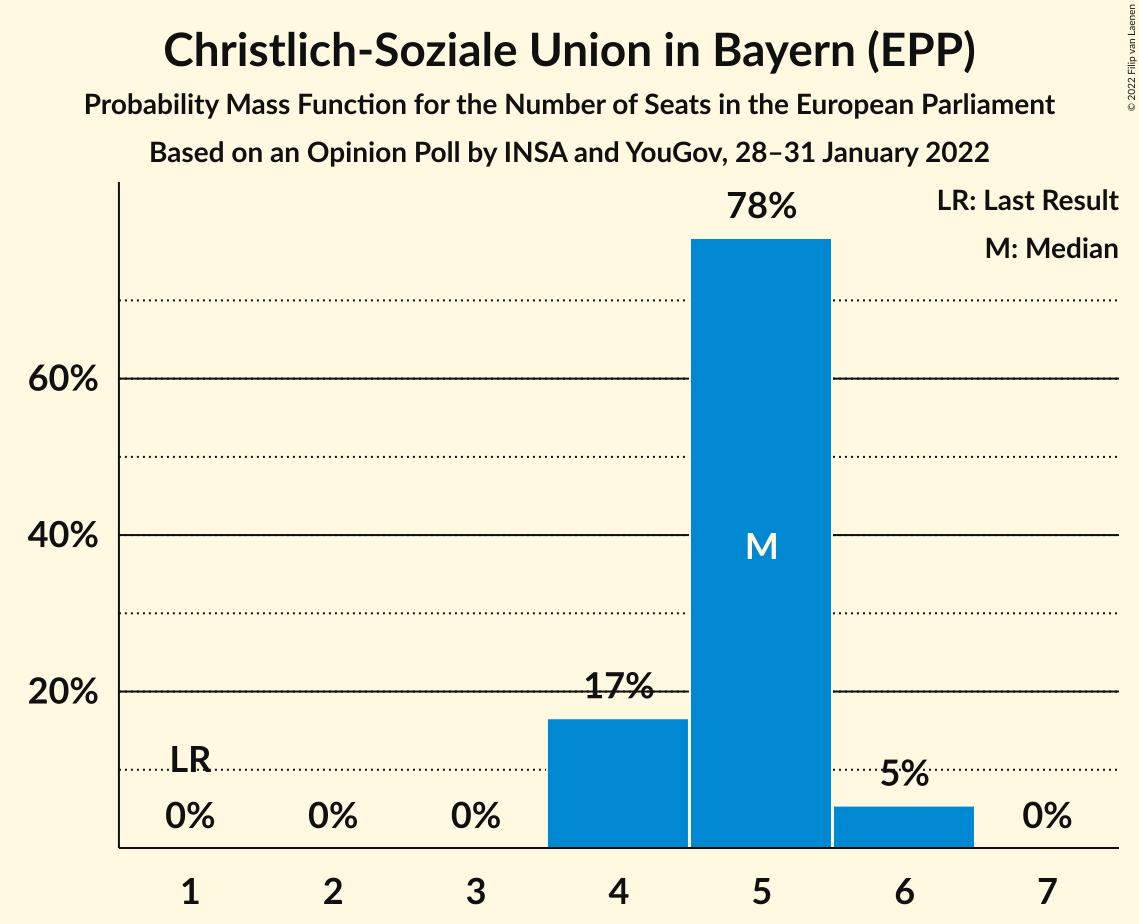 Christlich-Soziale Union in Bayern (EPP)
Probability Mass Function for the Number of Seats in the European Parliament
Based on an Opinion Poll by INSA and YouGov, 28–31 January 2022
© 2022 Filip van Laenen
LR: Last Result
M: Median
78%
60%
40%
M
20%
17%
LR
5%
0% 0% 0% 0%
1 2 3 4 5 6 7